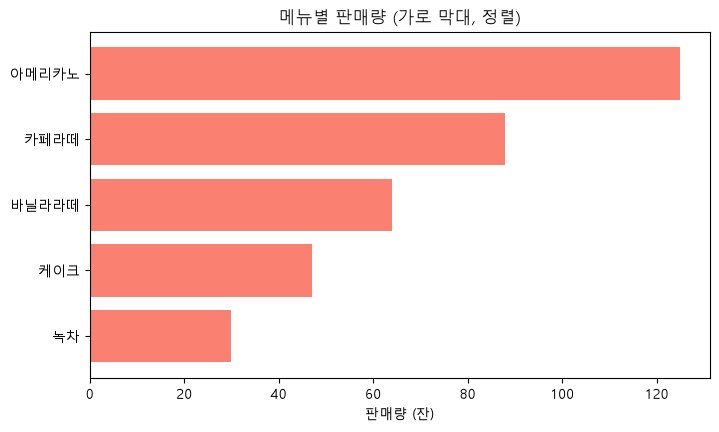 메뉴별 판매량 (가로 막대, 정렬)
아메리카노
카페라떼
바닐라라떼
케이크
녹차
0 20 40 60 80 100 120
판매량 (잔)